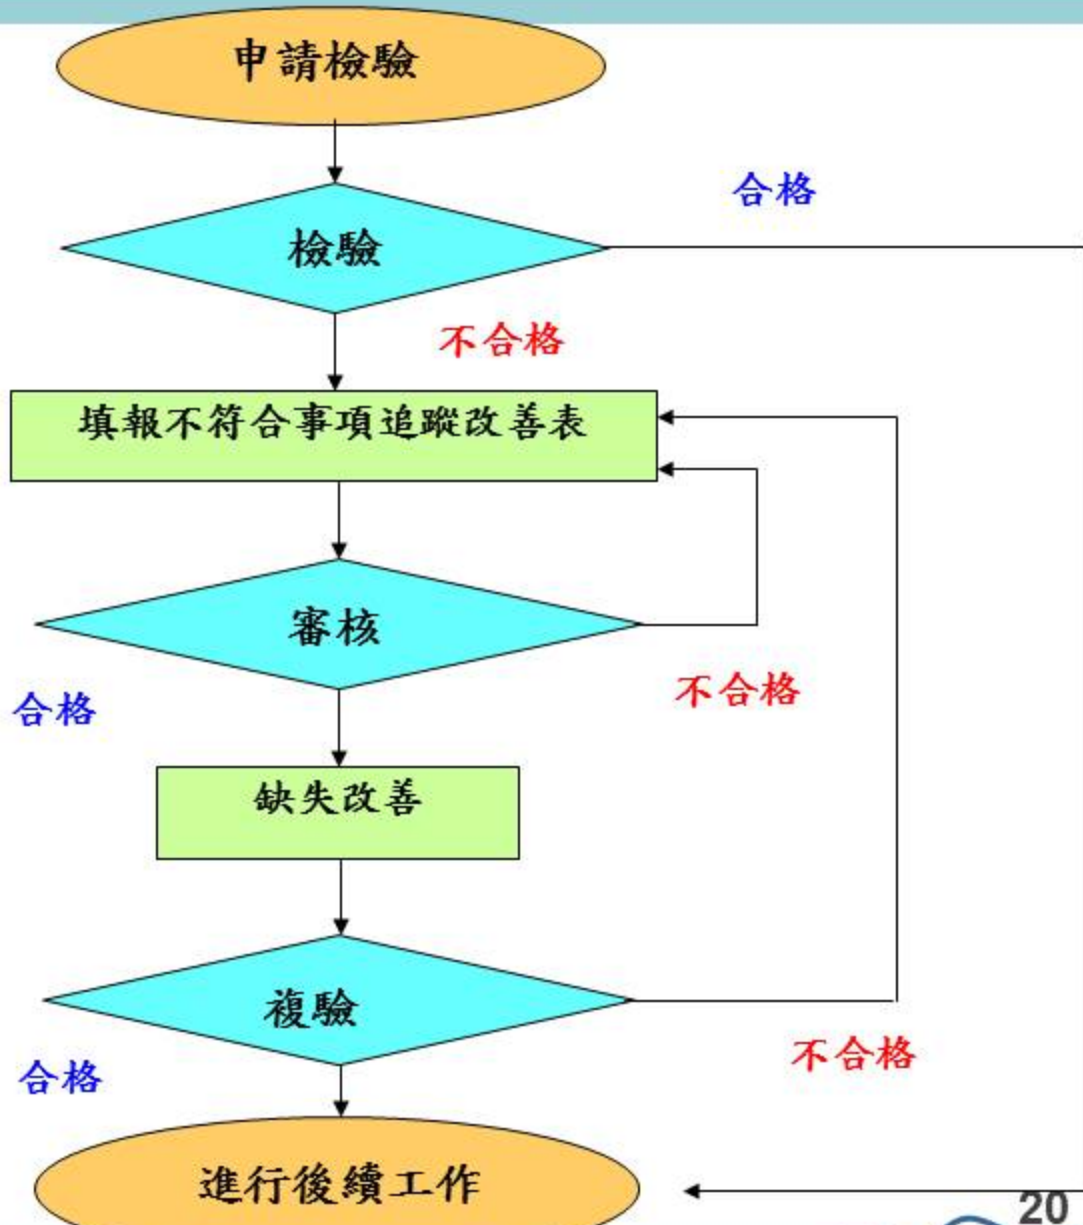 申請檢驗
合格
檢驗
不合格
填報不符合事項追蹤改善表
審核
不合格
合格
缺失改善
複驗
不合格
合格
進行後續工作
20